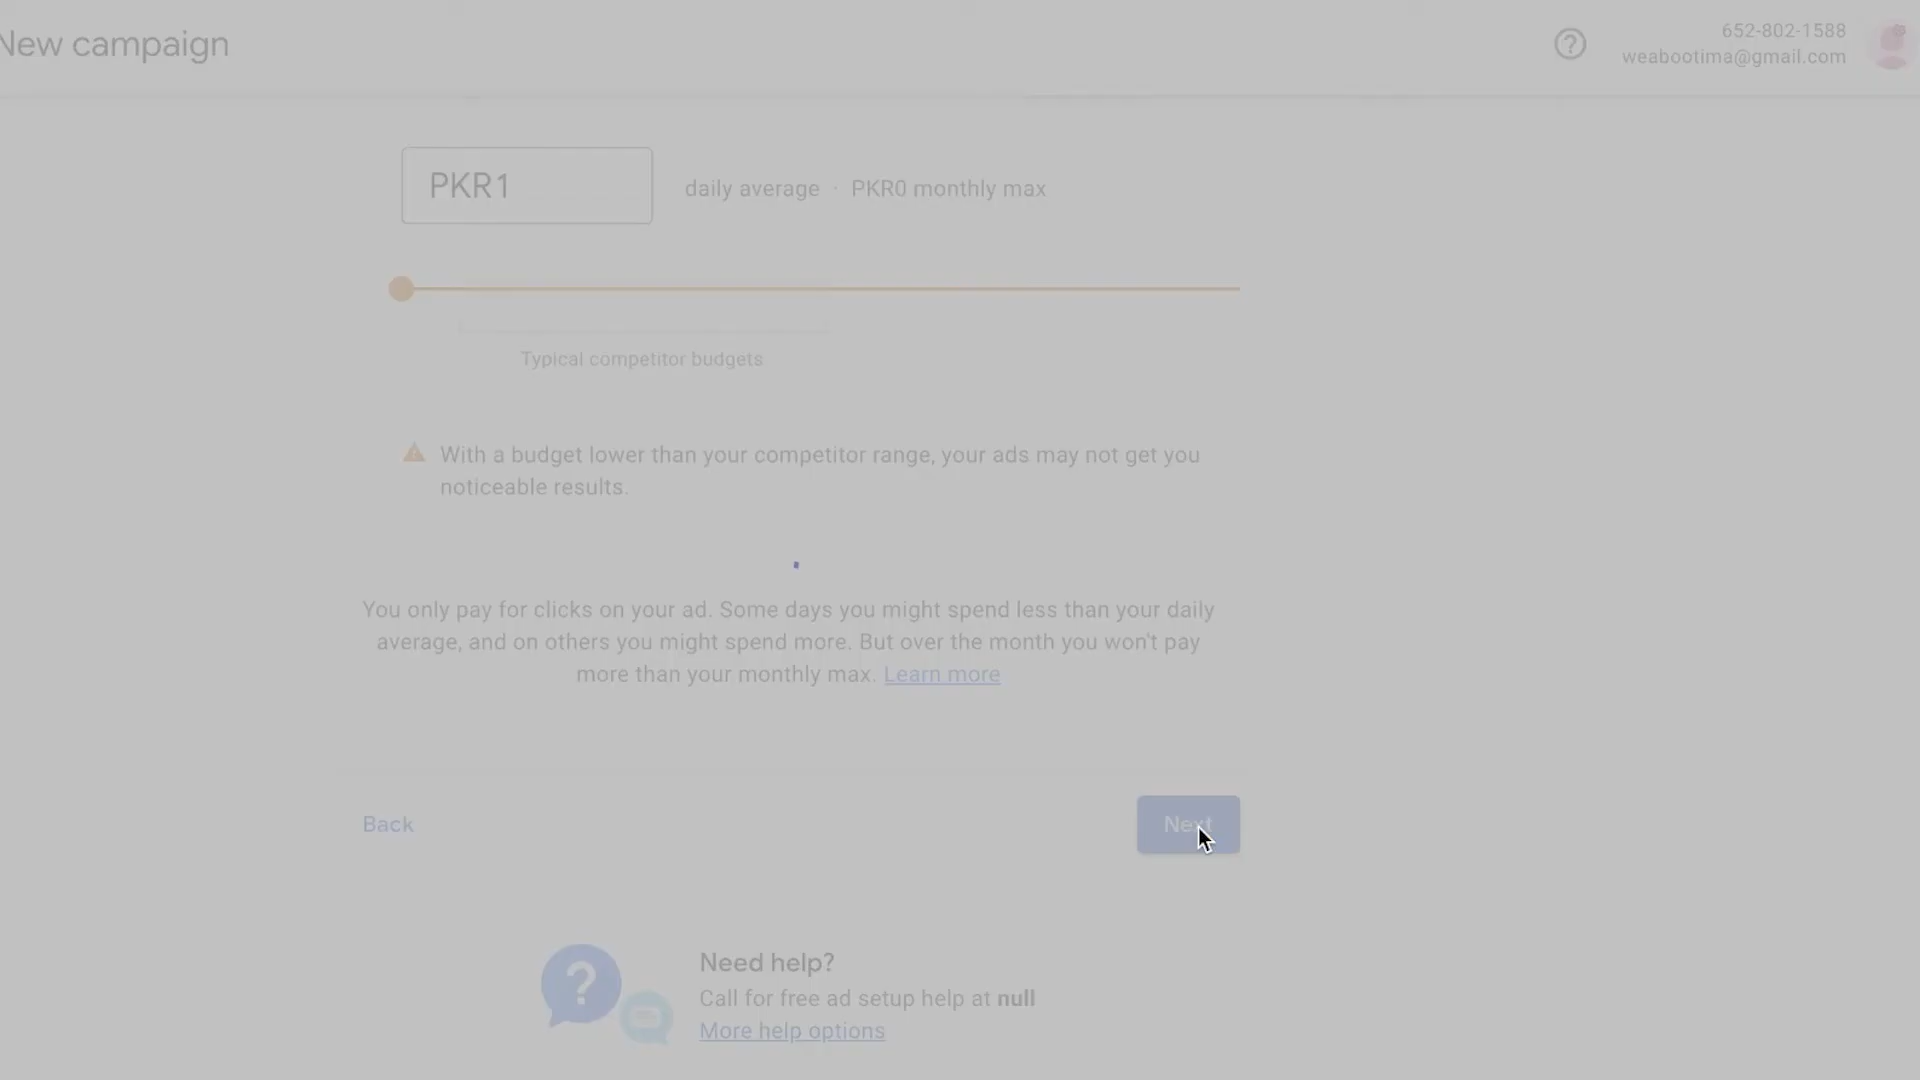 New campaign
652-802-1588
weabootima@gmail.com
PKR1
daily average · PKR0 monthly max
Typical competitor budgets
With a budget lower than your competitor range, your ads may not get you
noticeable results.
You only pay for clicks on your ad. Some days you might spend less than your daily
average, and on others you might spend more. But over the month you won't pay
more than your monthly max. Learn more
Back
Next
Need help?
Call for free ad setup help at null
More help options